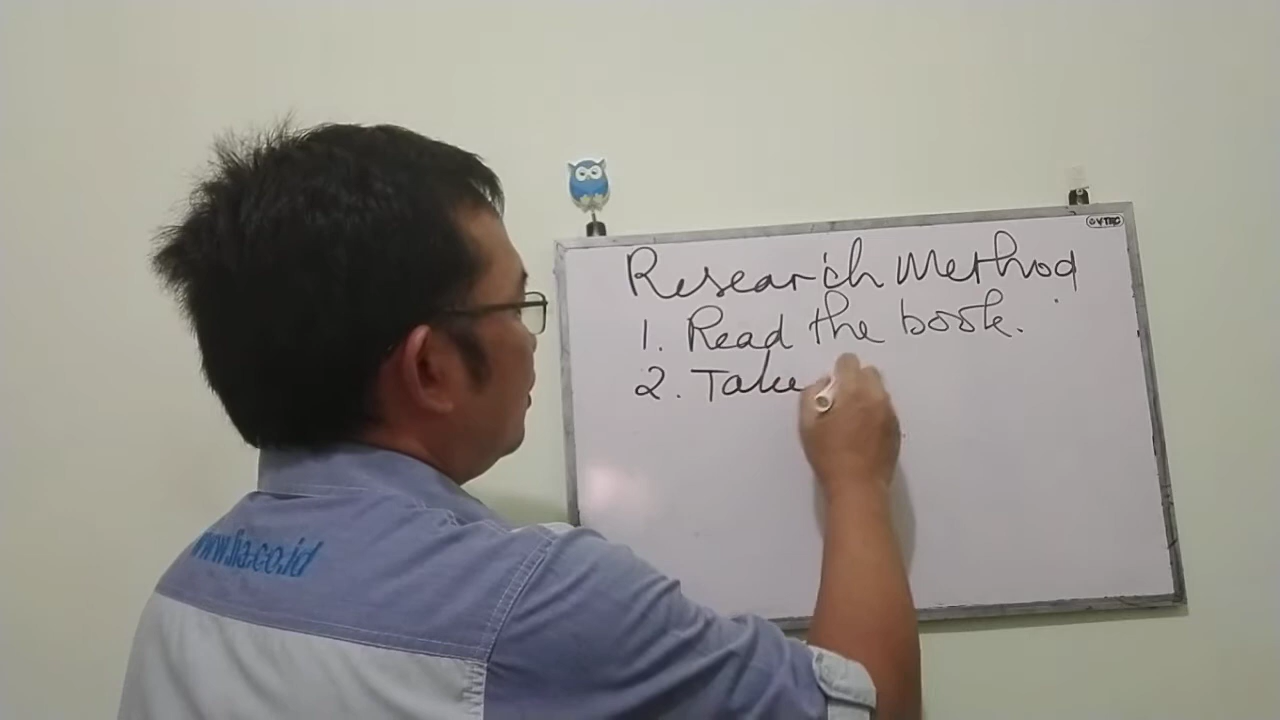 Research Method
1. Read the book.
2. Take
www.lia.co.id